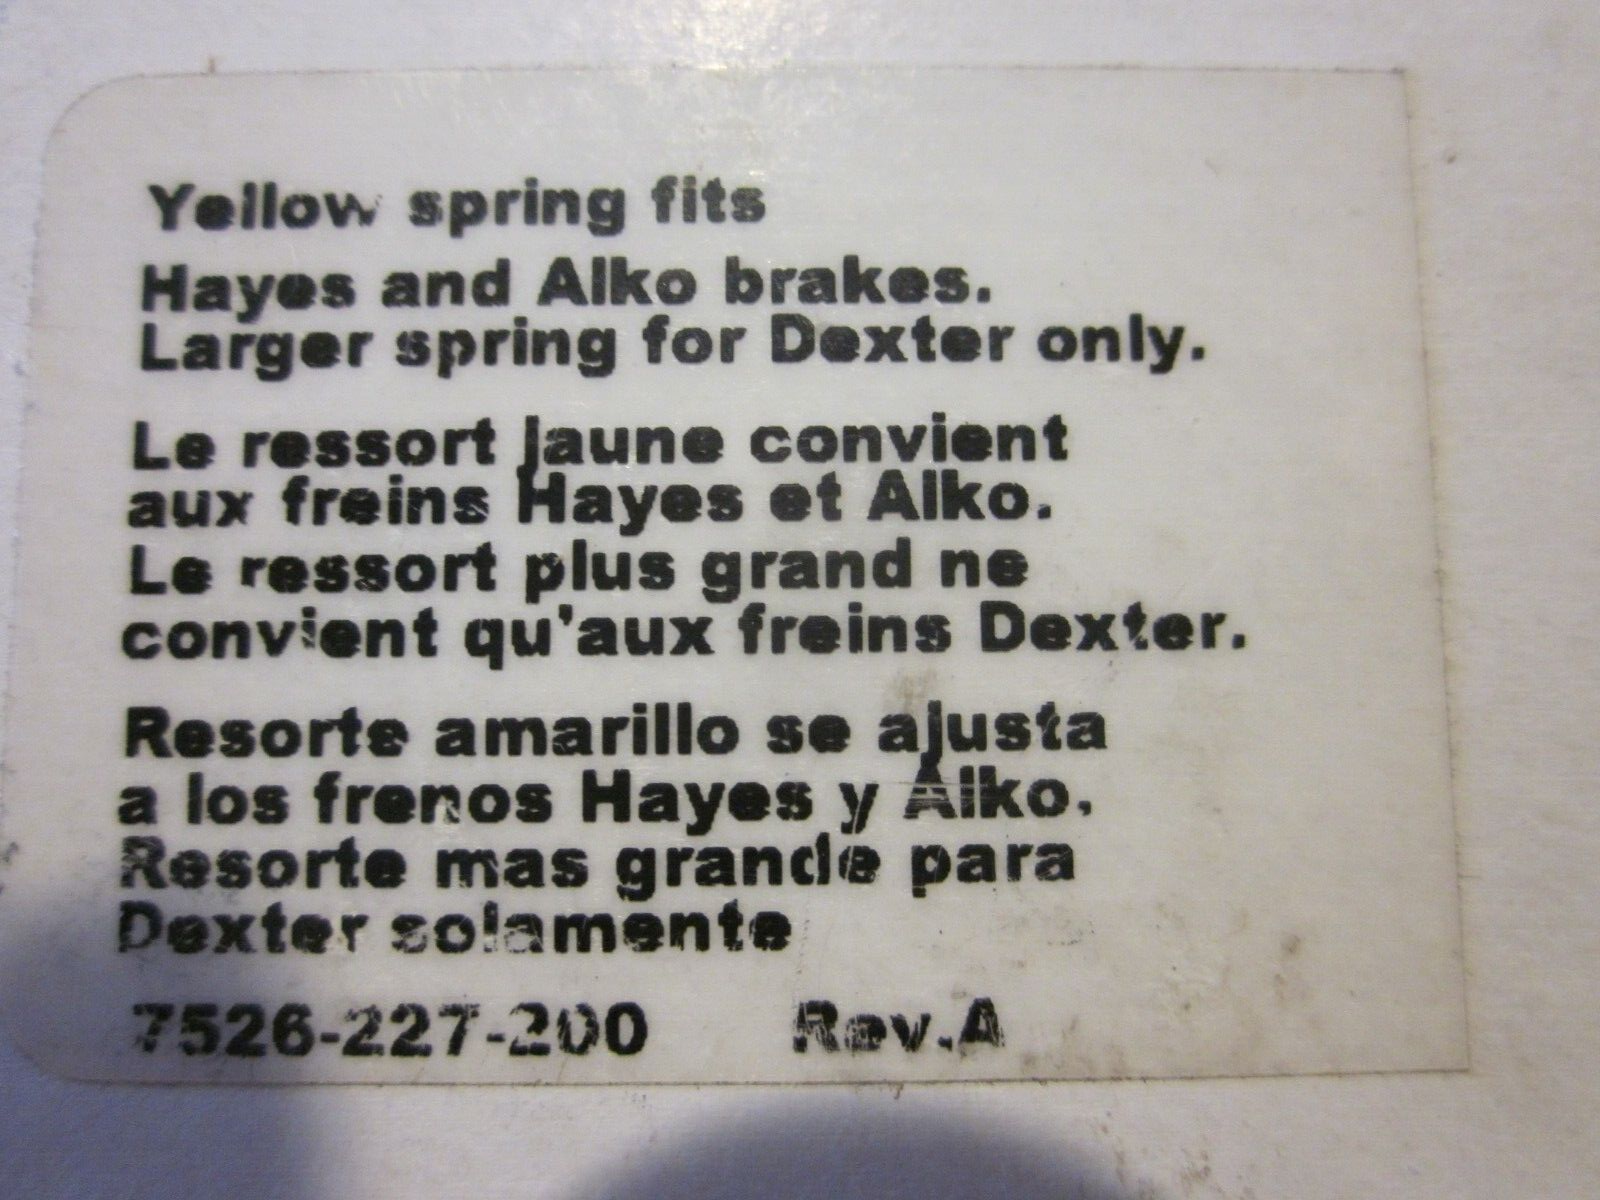 Yellow spring fits
Hayes and Alko brakes.
Larger spring for Dexter only.
Le ressort jaune convient
aux freins Hayes et Alko.
Le ressort plus grand ne
convient qu'aux freins Dexter.
Resorte amarillo se ajusta
a los frenos Hayes y Alko.
Resorte mas grande para
Dexter solamente
7526-227-200 Rev.A